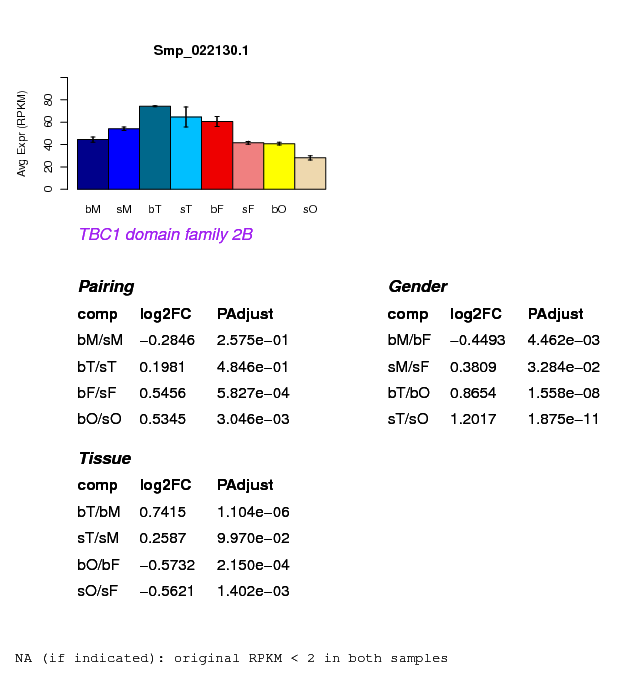 Smp_022130.1
Avg Expr (RPKM)
0 20 40 60 80
bM sM bT sT bF sF bO sO
TBC1 domain family 2B
Pairing
comp log2FC PAdjust
bM/sM −0.2846 2.575e−01
bT/sT 0.1981 4.846e−01
bF/sF 0.5456 5.827e−04
bO/sO 0.5345 3.046e−03
Gender
comp log2FC PAdjust
bM/bF −0.4493 4.462e−03
sM/sF 0.3809 3.284e−02
bT/bO 0.8654 1.558e−08
sT/sO 1.2017 1.875e−11
Tissue
comp log2FC PAdjust
bT/bM 0.7415 1.104e−06
sT/sM 0.2587 9.970e−02
bO/bF −0.5732 2.150e−04
sO/sF −0.5621 1.402e−03
NA (if indicated): original RPKM < 2 in both samples